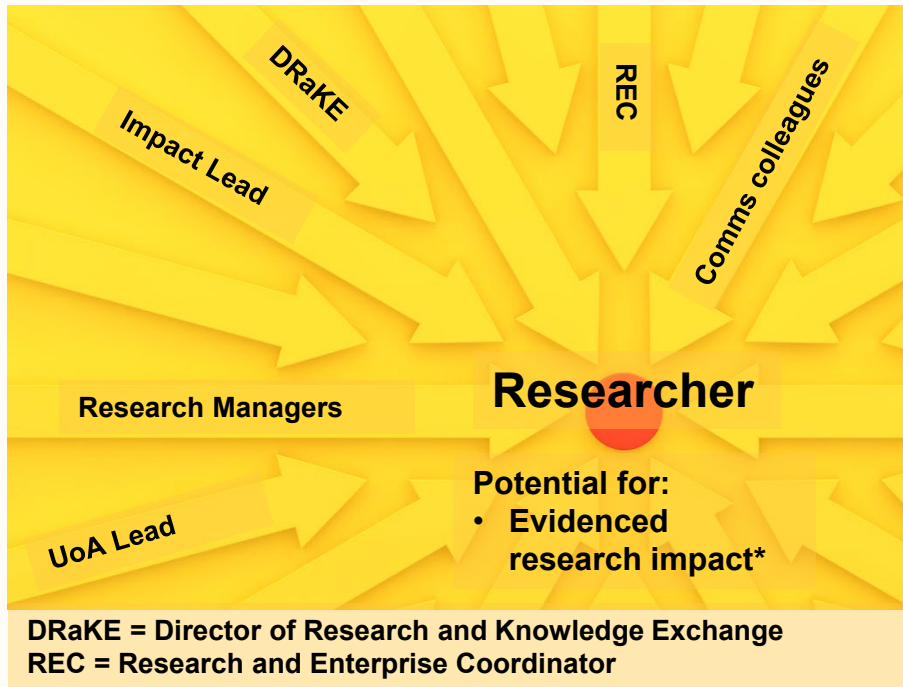 DRaKE
REC
Comms colleagues
Impact Lead
Research Managers
Researcher
UoA Lead
Potential for:
• Evidenced
research impact*
DRaKE = Director of Research and Knowledge Exchange
REC = Research and Enterprise Coordinator